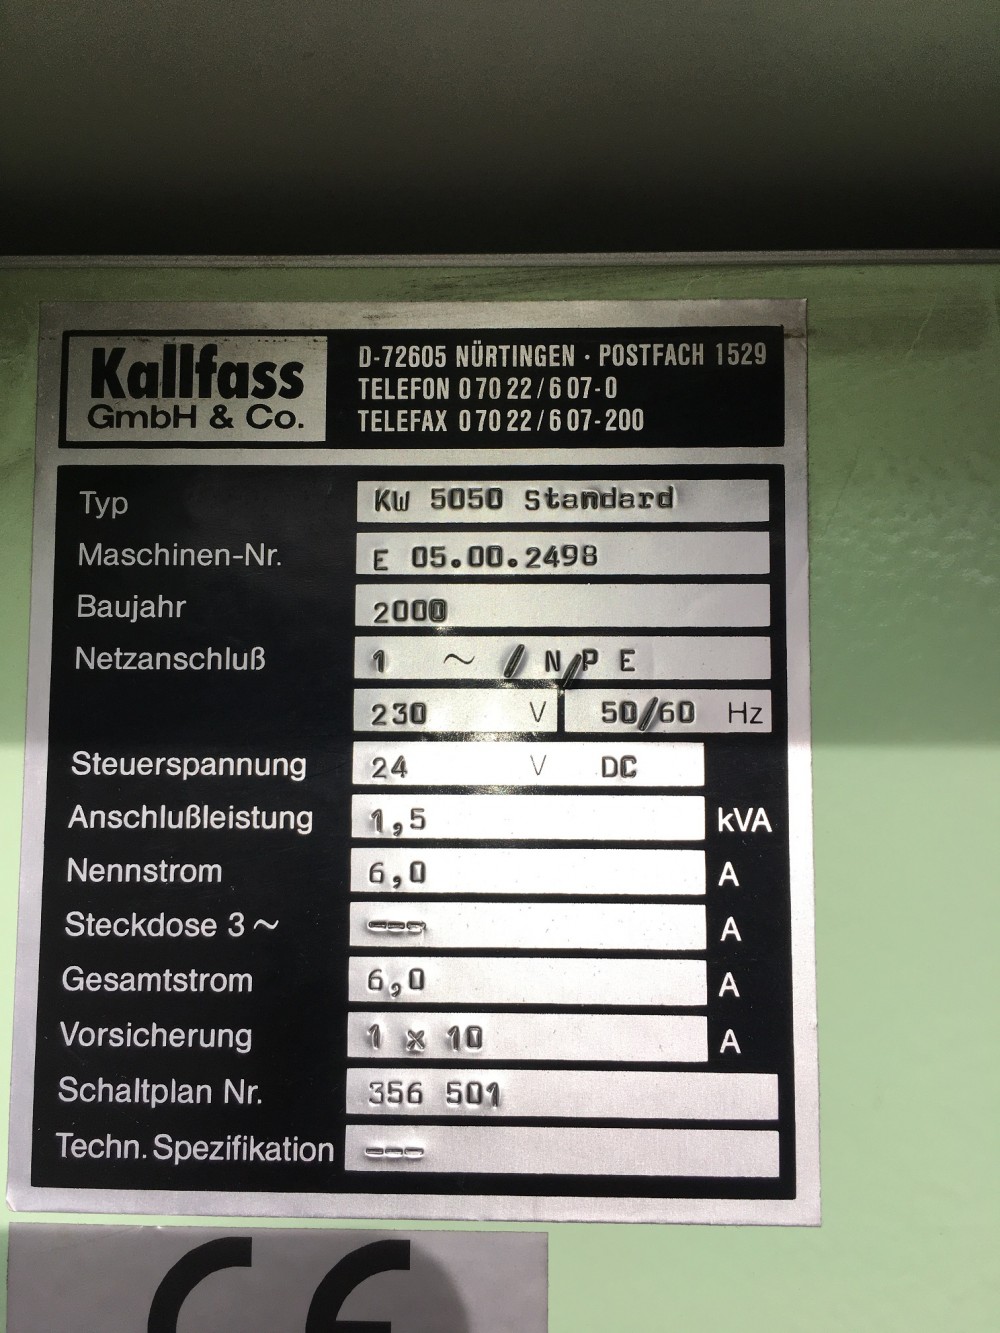 Kallfass
GmbH & Co.
D-72605 NÜRTINGEN · POSTFACH 1529
TELEFON 0 70 22 / 6 07-0
TELEFAX 0 70 22 / 6 07-200
Typ KW 5050 Standard
Maschinen-Nr. E 05.00.2498
Baujahr 2000
Netzanschluß 1 ~ / N/P E
230 V 50/60 Hz
Steuerspannung 24 V DC
Anschlußleistung 1,5 kVA
Nennstrom 6,0 A
Steckdose 3 ~ --- A
Gesamtstrom 6,0 A
Vorsicherung 1 x 10 A
Schaltplan Nr. 356 501
Techn. Spezifikation ---
CE